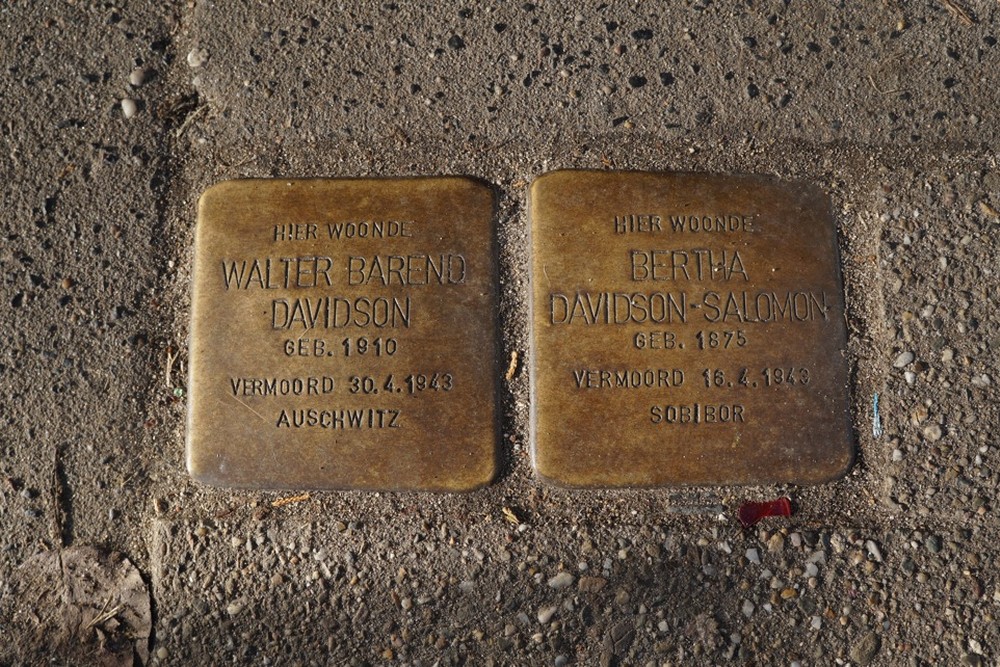 HIER WOONDE
WALTER BAREND
DAVIDSON
GEB. 1910
VERMOORD 30.4.1943
AUSCHWITZ
HIER WOONDE
BERTHA
DAVIDSON-SALOMON
GEB. 1875
VERMOORD 16.4.1943
SOBIBOR